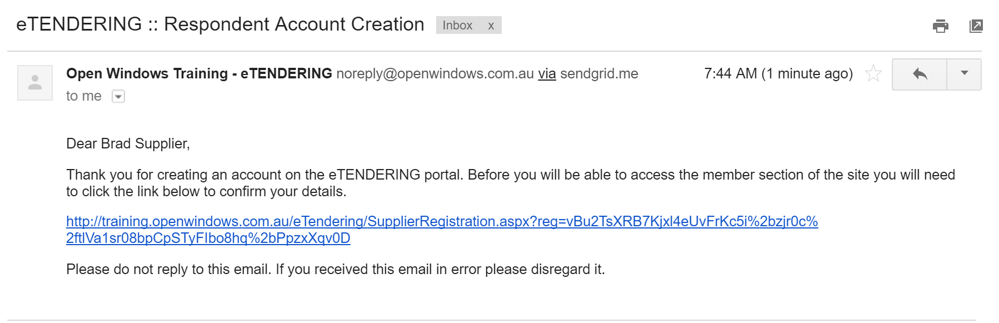 eTENDERING :: Respondent Account Creation Inbox x
Open Windows Training - eTENDERING noreply@openwindows.com.au via sendgrid.me 7:44 AM (1 minute ago)
to me
Dear Brad Supplier,
Thank you for creating an account on the eTENDERING portal. Before you will be able to access the member section of the site you will need
to click the link below to confirm your details.
http://training.openwindows.com.au/eTendering/SupplierRegistration.aspx?reg=vBu2TsXRB7Kjxl4eUvFrKc5i%2bzjr0c%
2ftlVa1sr08bpCpSTyFIbo8hq%2bPpzxXqv0D
Please do not reply to this email. If you received this email in error please disregard it.